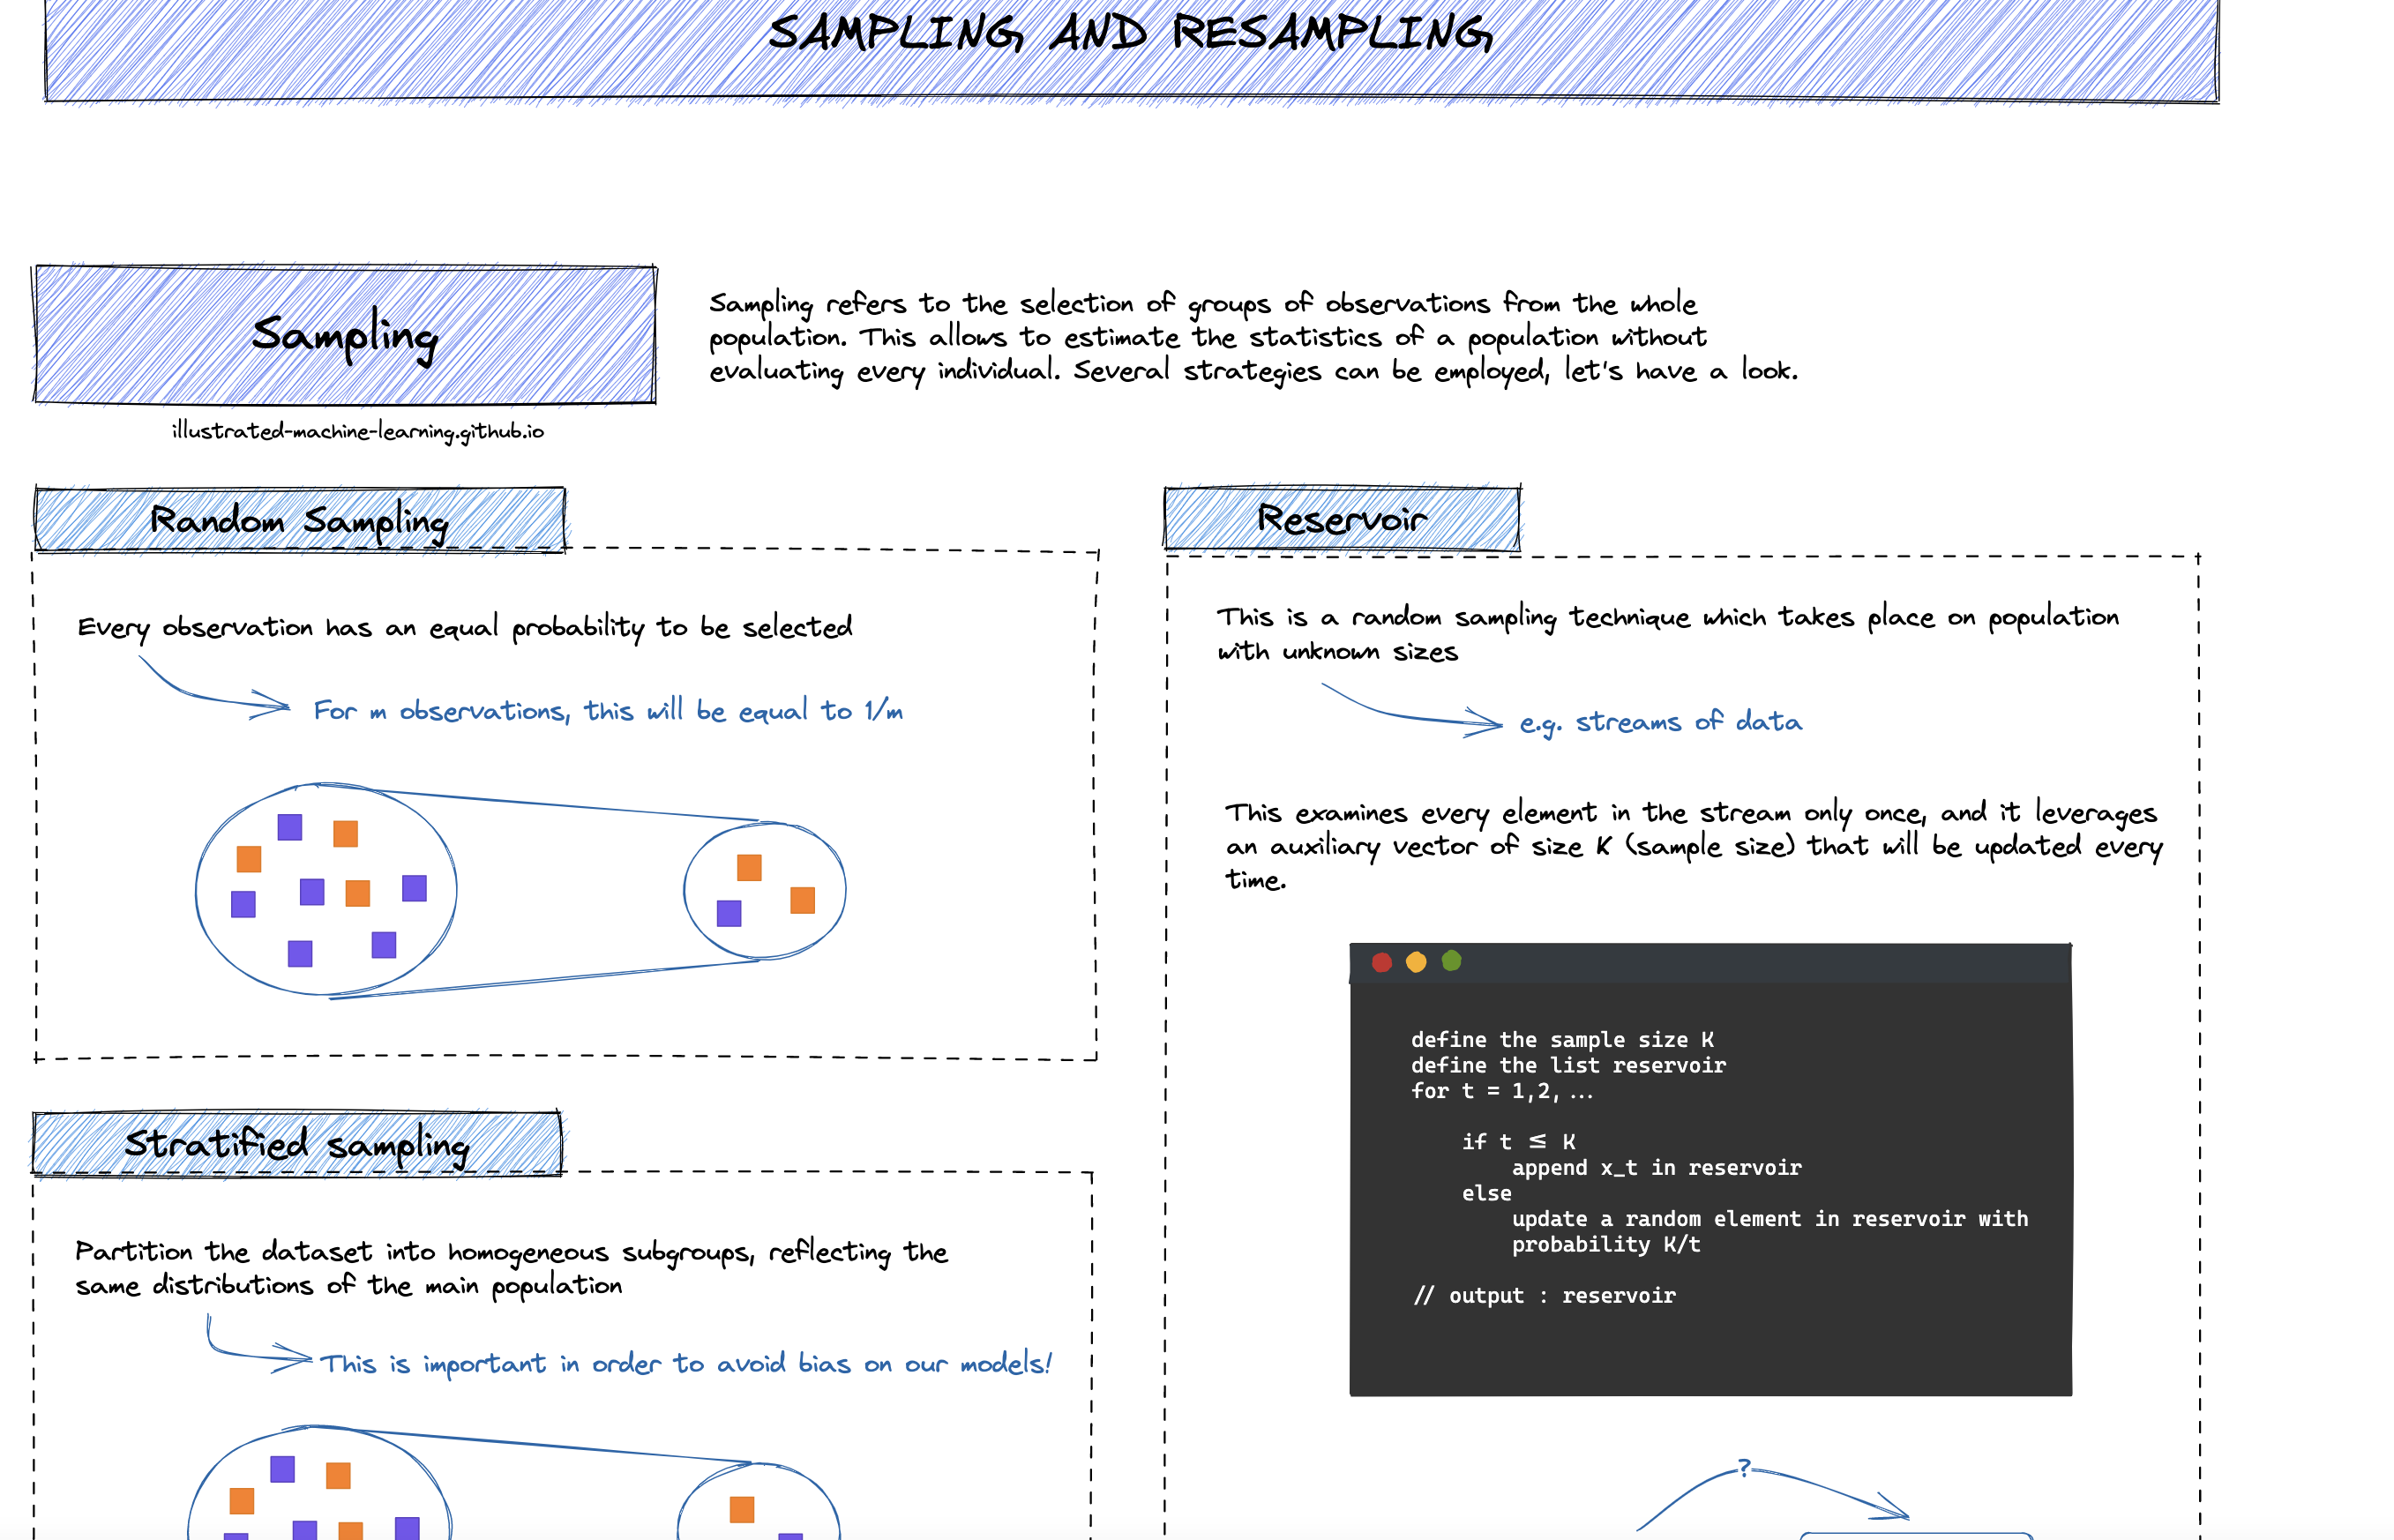 SAMPLING AND RESAMPLING
Sampling
illustrated-machine-learning.github.io
Sampling refers to the selection of groups of observations from the whole
population. This allows to estimate the statistics of a population without
evaluating every individual. Several strategies can be employed, let's have a look.
Random Sampling
Every observation has an equal probability to be selected
For m observations, this will be equal to 1/m
Stratified sampling
Partition the dataset into homogeneous subgroups, reflecting the
same distributions of the main population
This is important in order to avoid bias on our models!
Reservoir
This is a random sampling technique which takes place on population
with unknown sizes
e.g. streams of data
This examines every element in the stream only once, and it leverages
an auxiliary vector of size K (sample size) that will be updated every
time.
define the sample size K
define the list reservoir
for t = 1,2, ...
if t ≤ K
append x_t in reservoir
else
update a random element in reservoir with
probability K/t
// output : reservoir
?